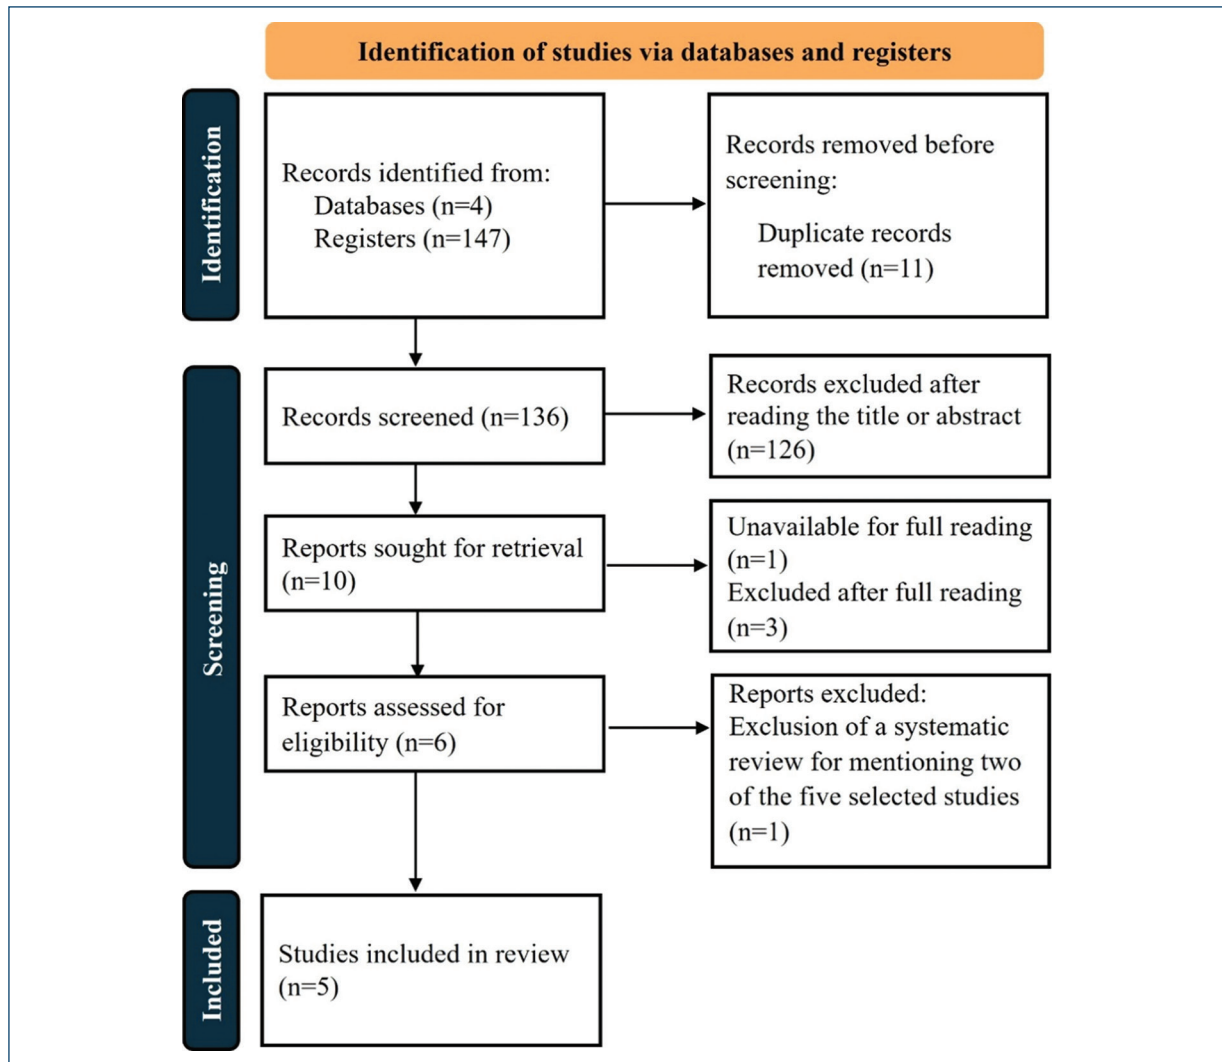 Identification of studies via databases and registers
Identification
Records identified from:
Databases (n=4)
Registers (n=147)
Records removed before
screening:
Duplicate records
removed (n=11)
Screening
Records screened (n=136)
Records excluded after
reading the title or abstract
(n=126)
Reports sought for retrieval
(n=10)
Unavailable for full reading
(n=1)
Excluded after full reading
(n=3)
Reports assessed for
eligibility (n=6)
Reports excluded:
Exclusion of a systematic
review for mentioning two
of the five selected studies
(n=1)
Included
Studies included in review
(n=5)